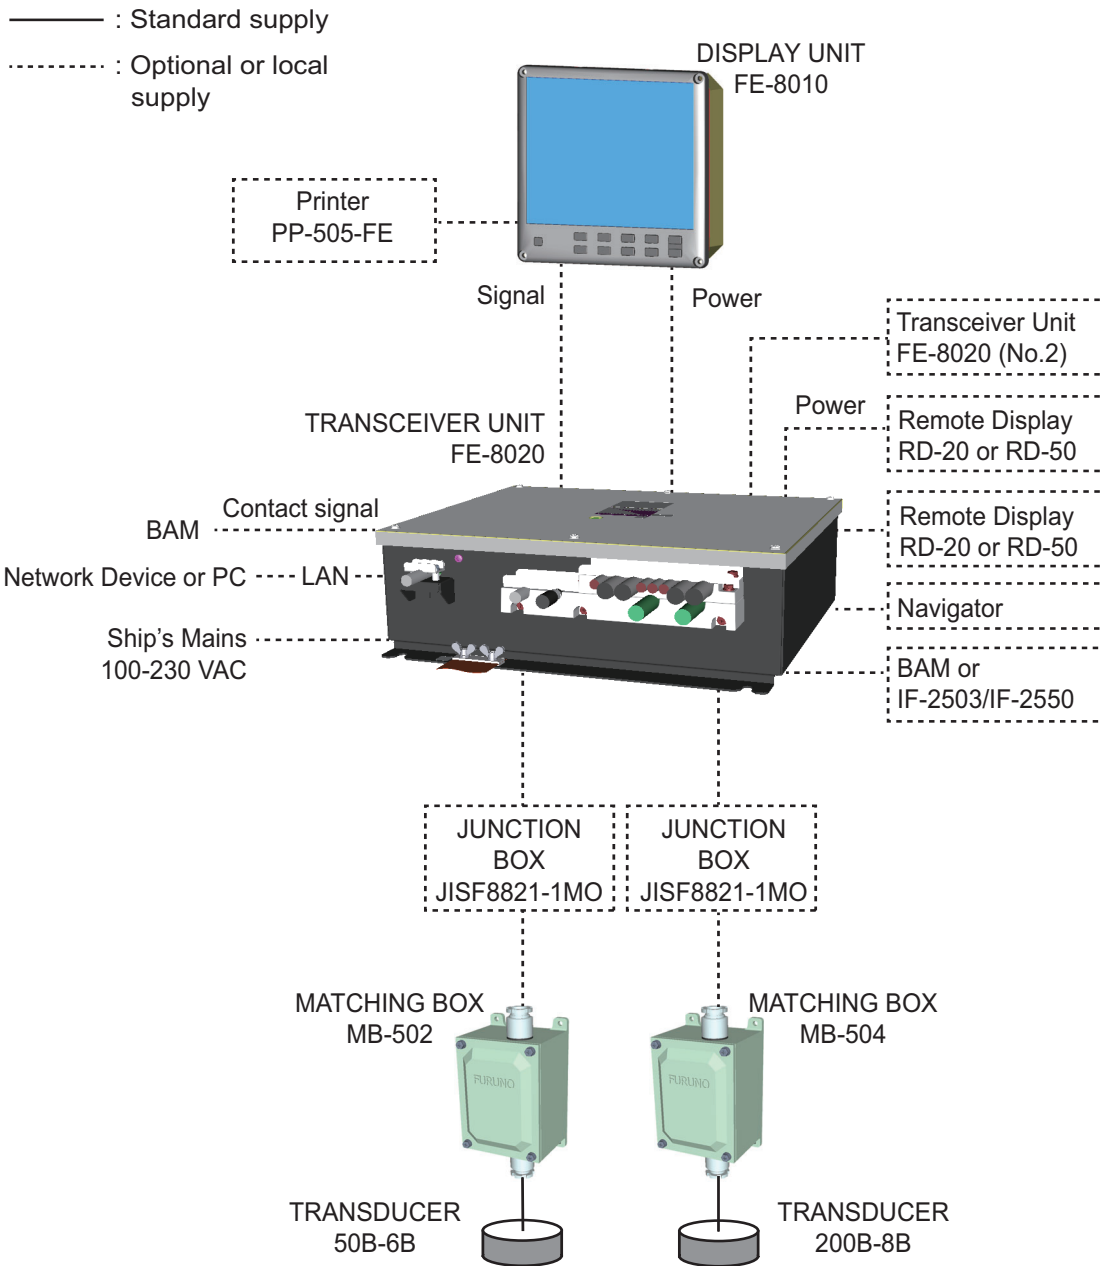 : Standard supply
: Optional or local
supply
DISPLAY UNIT
FE-8010
Printer
PP-505-FE
Signal
Power
Transceiver Unit
FE-8020 (No.2)
Power
Remote Display
RD-20 or RD-50
TRANSCEIVER UNIT
FE-8020
Contact signal
BAM
Remote Display
RD-20 or RD-50
Network Device or PC
LAN
Navigator
Ship's Mains
100-230 VAC
BAM or
IF-2503/IF-2550
JUNCTION
BOX
JISF8821-1MO
JUNCTION
BOX
JISF8821-1MO
MATCHING BOX
MB-502
MATCHING BOX
MB-504
FURUNO
FURUNO
TRANSDUCER
50B-6B
TRANSDUCER
200B-8B